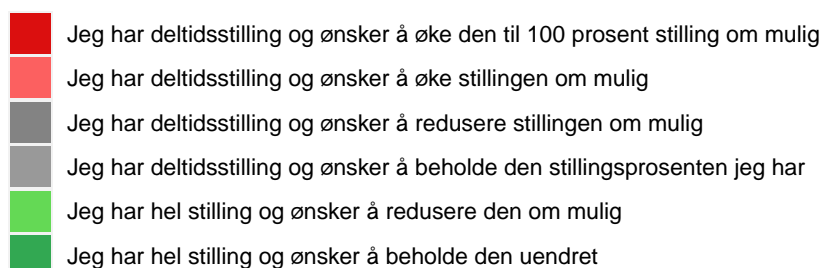 Jeg har deltidsstilling og ønsker å øke den til 100 prosent stilling om mulig
Jeg har deltidsstilling og ønsker å øke stillingen om mulig
Jeg har deltidsstilling og ønsker å redusere stillingen om mulig
Jeg har deltidsstilling og ønsker å beholde den stillingsprosenten jeg har
Jeg har hel stilling og ønsker å redusere den om mulig
Jeg har hel stilling og ønsker å beholde den uendret